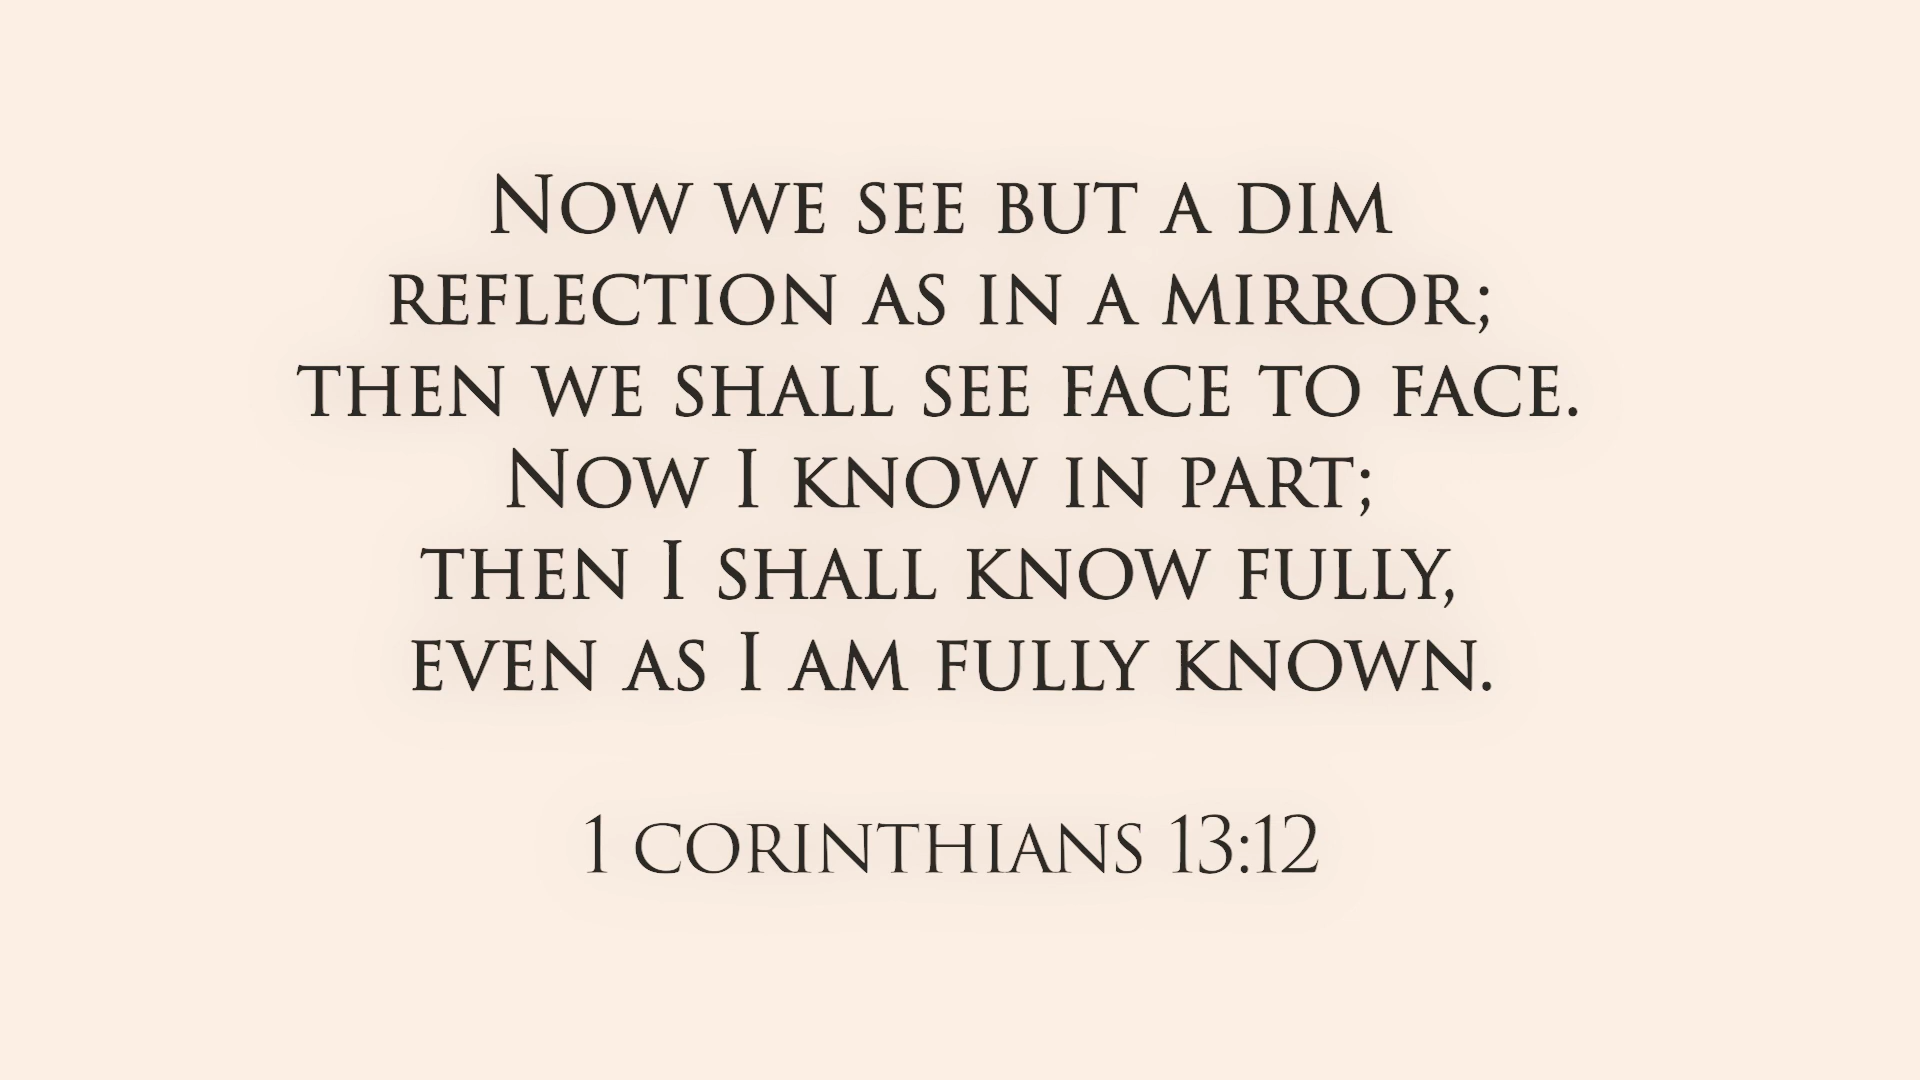 Now we see but a dim
reflection as in a mirror;
then we shall see face to face.
Now I know in part;
then I shall know fully,
even as I am fully known.
1 Corinthians 13:12